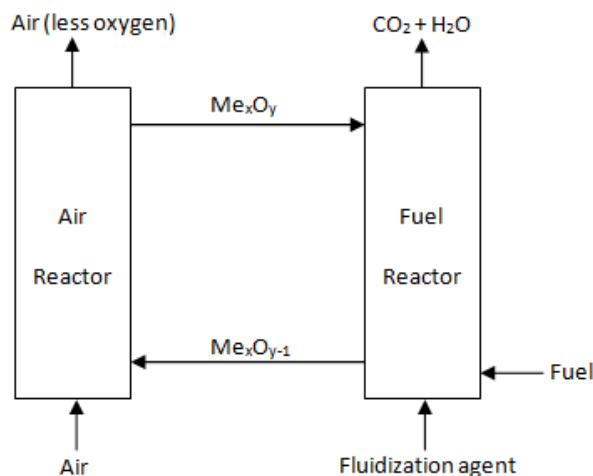 Air (less oxygen)
CO₂ + H₂O
MeₓOᵧ
Air
Reactor
Fuel
Reactor
MeₓOᵧ₋₁
Fuel
Air
Fluidization agent